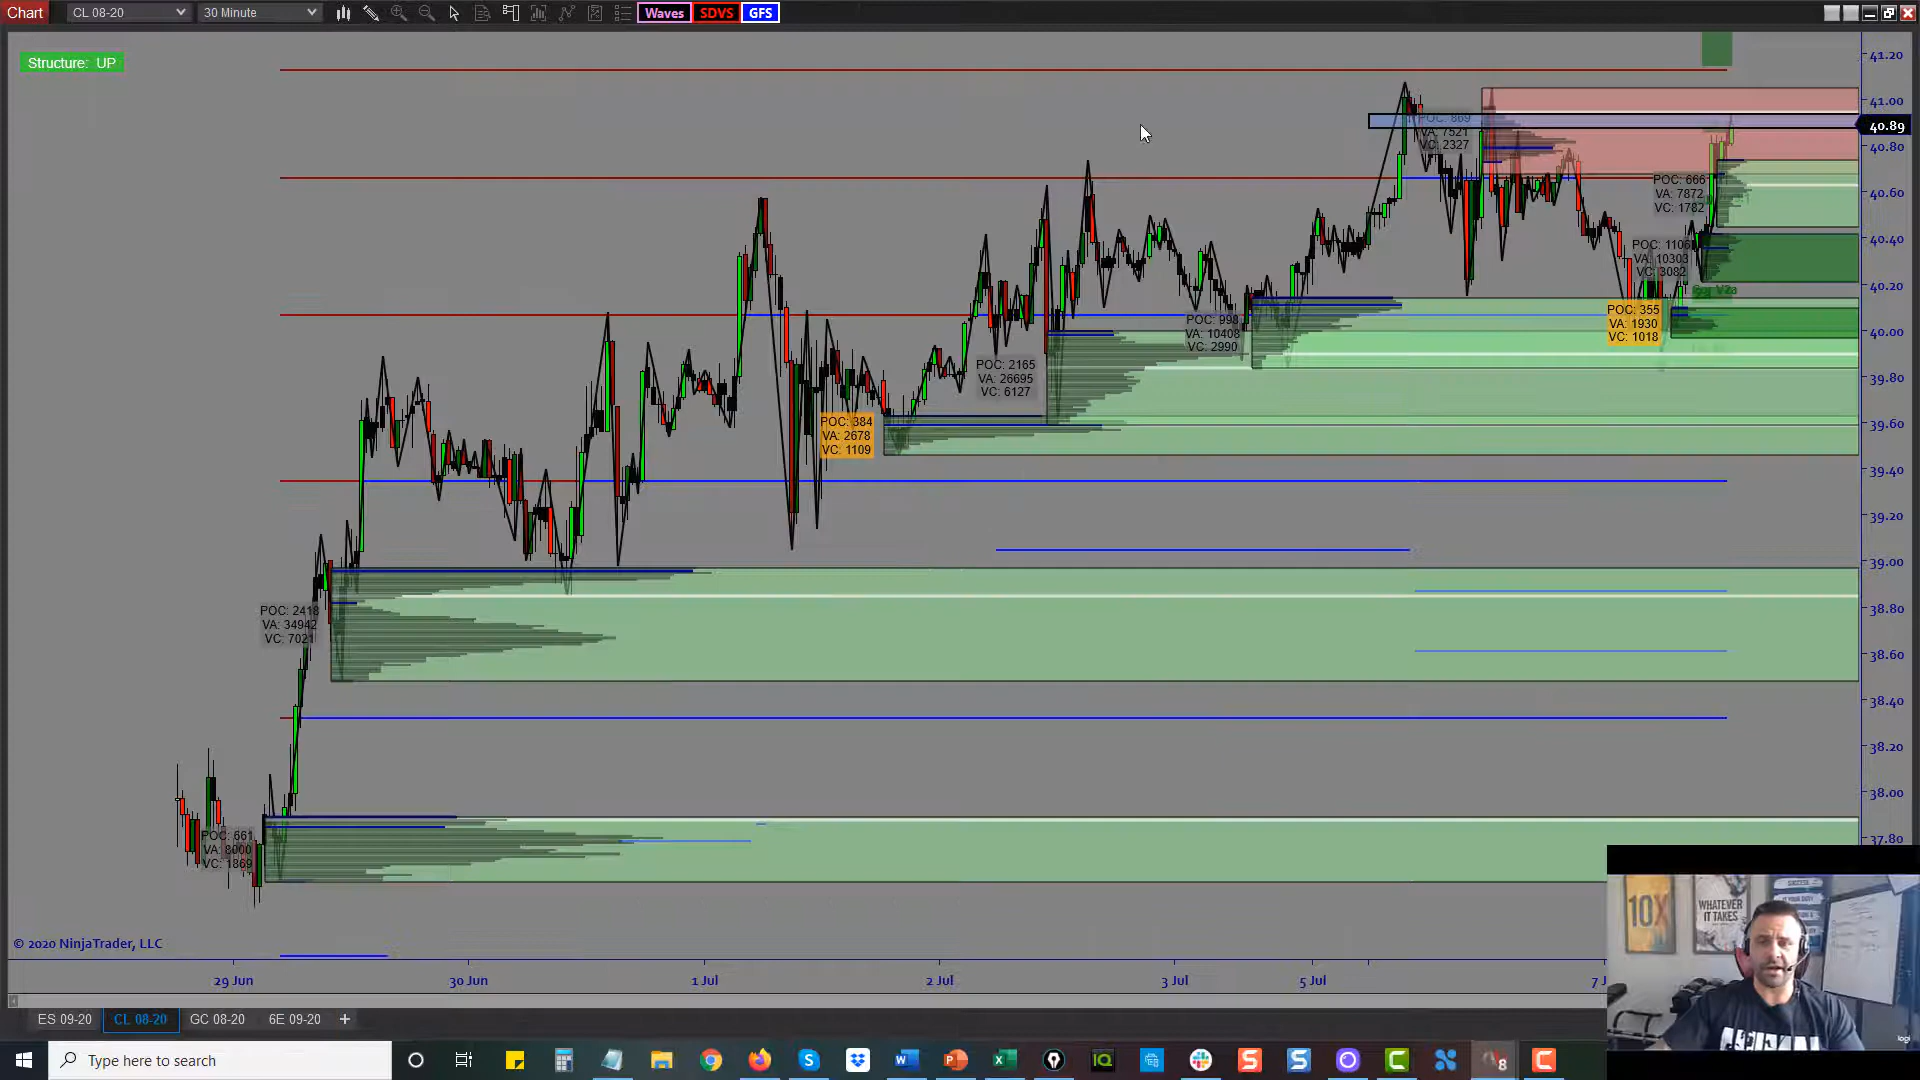 Chart
CL 08-20
30 Minute
Waves
SDVS
GFS
Structure: UP
41.20
41.00
40.89
40.80
40.60
40.40
40.20
40.00
39.80
39.60
39.40
39.20
39.00
38.80
38.60
38.40
38.20
38.00
37.80
POC: 869
VA: 7521
VC: 2327
POC: 666
VA: 7872
VC: 1782
POC: 1106
VA: 10303
VC: 3082
POC: 355
VA: 1930
VC: 1018
POC: 998
VA: 10408
VC: 2990
POC: 2165
VA: 26695
VC: 6127
POC: 384
VA: 2678
VC: 1109
POC: 2418
VA: 34942
VC: 7021
POC: 661
VA: 8000
VC: 1869
© 2020 NinjaTrader, LLC
29 Jun
30 Jun
1 Jul
2 Jul
3 Jul
5 Jul
10X
WHATEVER
IT TAKES
SUCCESS
logi
ES 09-20
CL 08-20
GC 08-20
6E 09-20
+
Type here to search